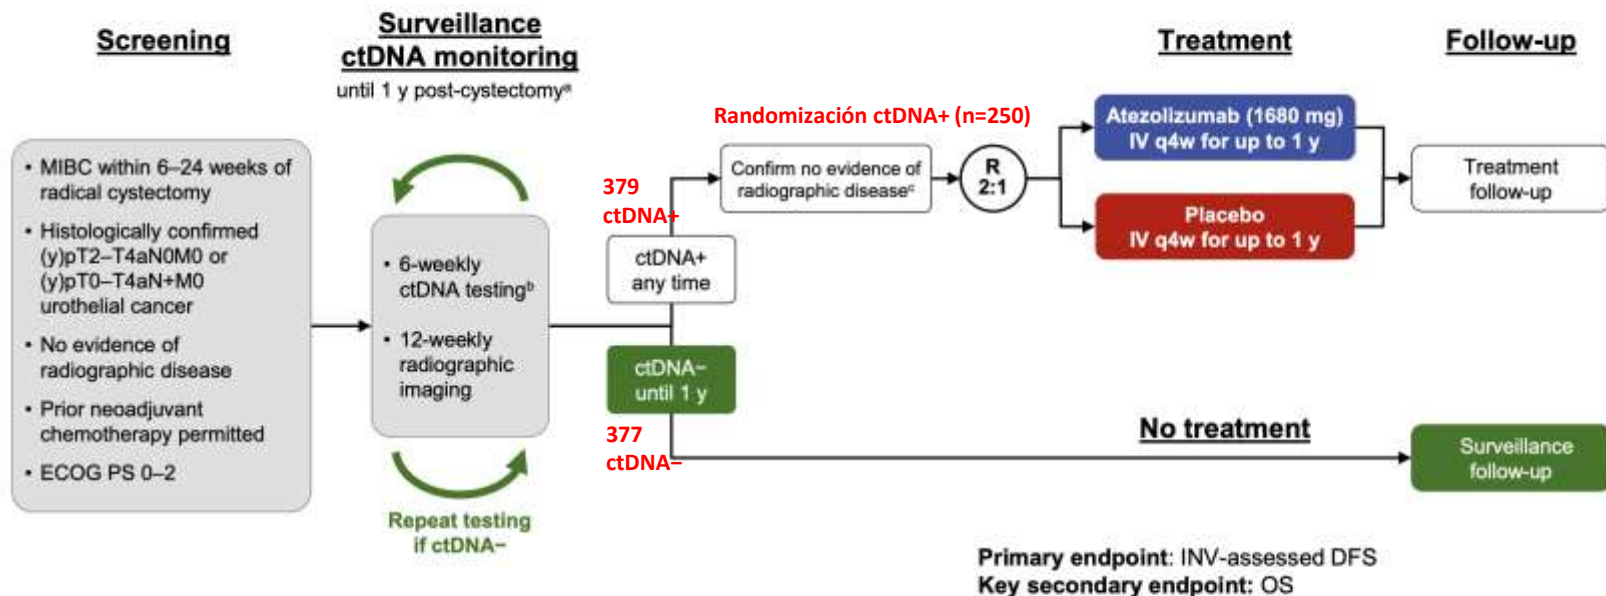 Screening
Surveillance
ctDNA monitoring
until 1 y post-cystectomyᵃ
Treatment
Follow-up
• MIBC within 6–24 weeks of
radical cystectomy
• Histologically confirmed
(y)pT2–T4aN0M0 or
(y)pT0–T4aN+M0
urothelial cancer
• No evidence of
radiographic disease
• Prior neoadjuvant
chemotherapy permitted
• ECOG PS 0–2
• 6-weekly
ctDNA testingᵇ
• 12-weekly
radiographic
imaging
Repeat testing
if ctDNA−
379
ctDNA+
ctDNA+
any time
ctDNA−
until 1 y
377
ctDNA−
Randomización ctDNA+ (n=250)
Confirm no evidence of
radiographic diseaseᶜ
R
2:1
Atezolizumab (1680 mg)
IV q4w for up to 1 y
Placebo
IV q4w for up to 1 y
Treatment
follow-up
No treatment
Surveillance
follow-up
Primary endpoint: INV-assessed DFS
Key secondary endpoint: OS